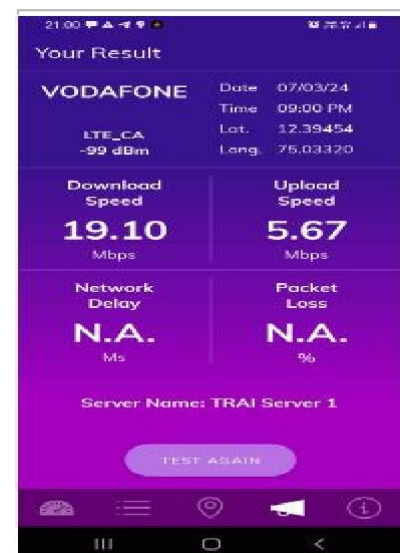 21:00
Your Result
VODAFONE
LTE_CA
-99 dBm
Date 07/03/24
Time 09:00 PM
Lat. 12.39454
Lang. 75.03320
Download
Speed
19.10
Mbps
Upload
Speed
5.67
Mbps
Network
Delay
N.A.
Ms
Packet
Loss
N.A.
%
Server Name: TRAI Server 1
TEST AGAIN